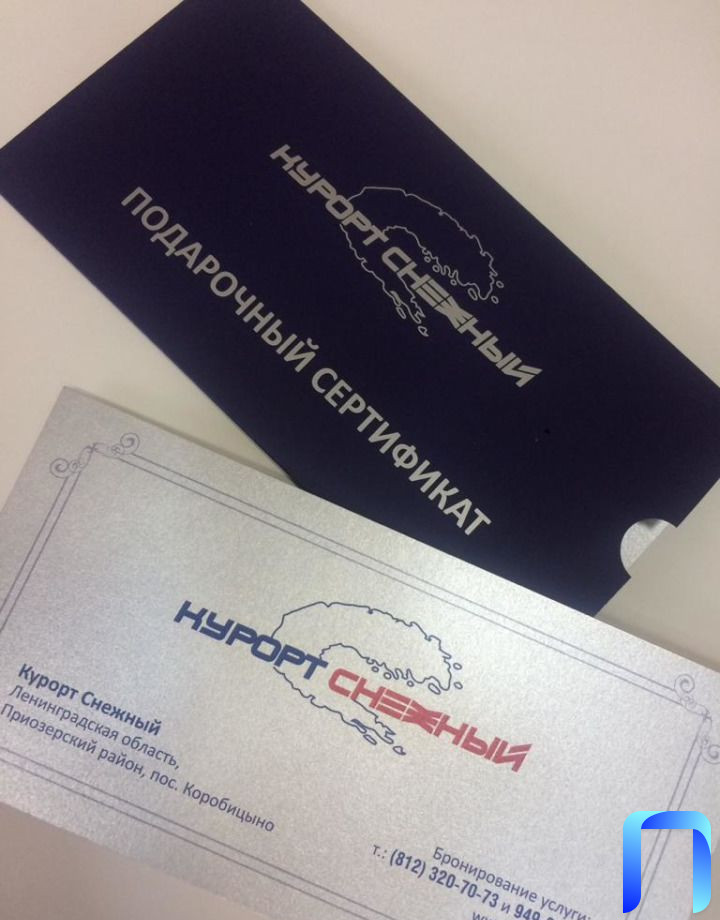 КУРОРТ СНЕЖНЫЙ
ПОДАРОЧНЫЙ СЕРТИФИКАТ
КУРОРТ СНЕЖНЫЙ
Курорт Снежный
Ленинградская область,
Приозерский район, пос. Коробицыно
Бронирование услуги
т.: (812) 320-70-73 и